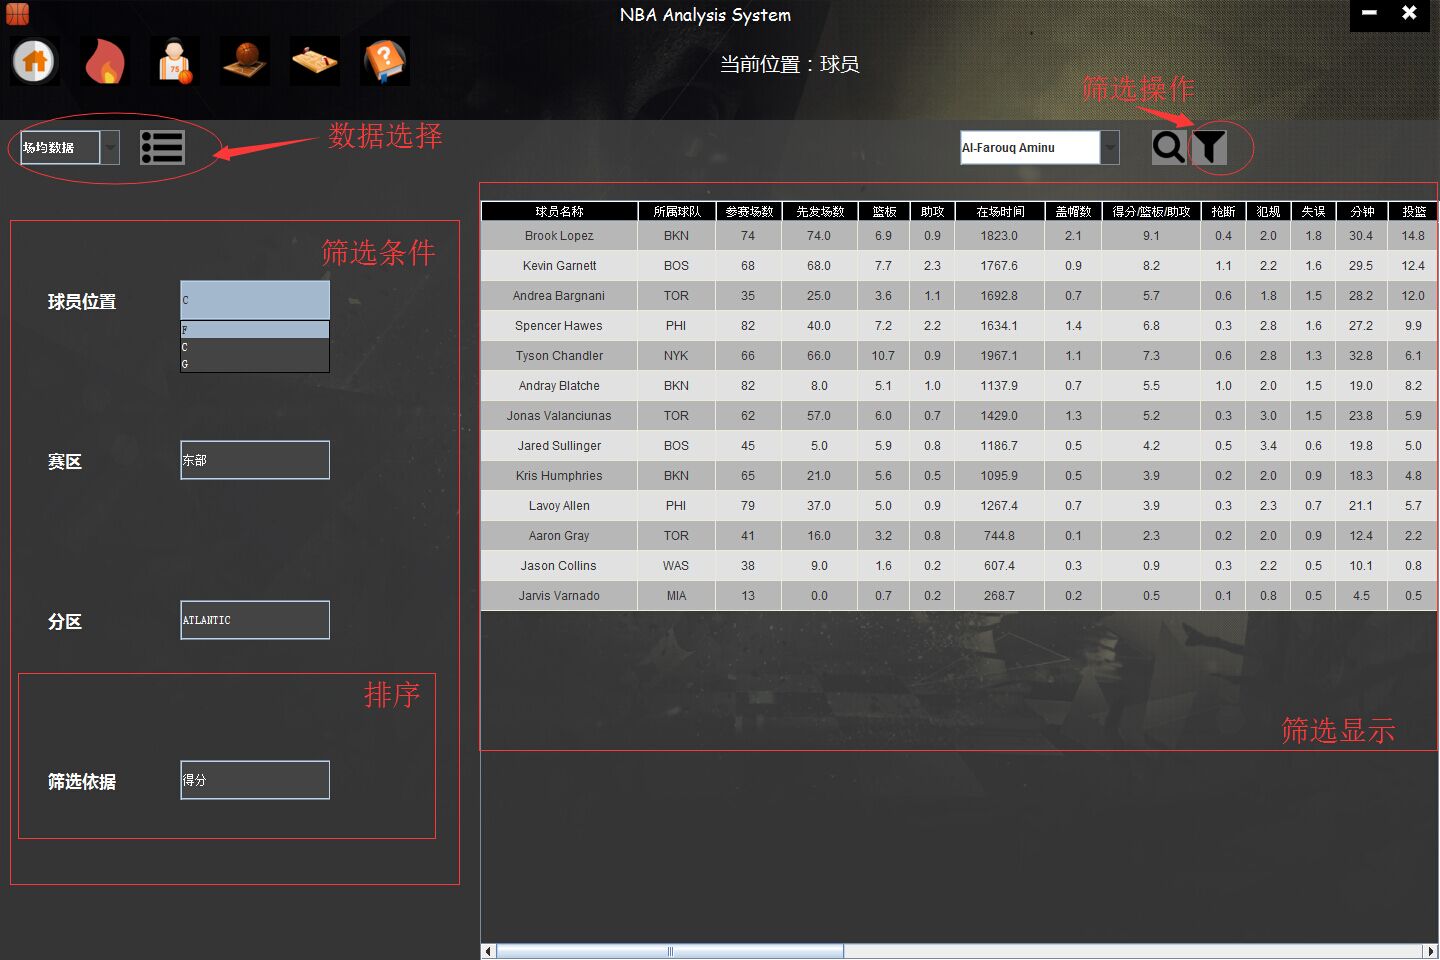 NBA Analysis System
75
?
当前位置：球员
筛选操作
场均数据
数据选择
Al-Farouq Aminu
筛选条件
球员位置
C
F
C
G
赛区
东部
分区
ATLANTIC
排序
筛选依据
得分
球员名称 所属球队 参赛场数 先发场数 篮板 助攻 在场时间 盖帽数 得分/篮板/助攻 抢断 犯规 失误 分钟 投篮
Brook Lopez BKN 74 74.0 6.9 0.9 1823.0 2.1 9.1 0.4 2.0 1.8 30.4 14.8
Kevin Garnett BOS 68 68.0 7.7 2.3 1767.6 0.9 8.2 1.1 2.2 1.6 29.5 12.4
Andrea Bargnani TOR 35 25.0 3.6 1.1 1692.8 0.7 5.7 0.6 1.8 1.5 28.2 12.0
Spencer Hawes PHI 82 40.0 7.2 2.2 1634.1 1.4 6.8 0.3 2.8 1.6 27.2 9.9
Tyson Chandler NYK 66 66.0 10.7 0.9 1967.1 1.1 7.3 0.6 2.8 1.3 32.8 6.1
Andray Blatche BKN 82 8.0 5.1 1.0 1137.9 0.7 5.5 1.0 2.0 1.5 19.0 8.2
Jonas Valanciunas TOR 62 57.0 6.0 0.7 1429.0 1.3 5.2 0.3 3.0 1.5 23.8 5.9
Jared Sullinger BOS 45 5.0 5.9 0.8 1186.7 0.5 4.2 0.5 3.4 0.6 19.8 5.0
Kris Humphries BKN 65 21.0 5.6 0.5 1095.9 0.5 3.9 0.2 2.0 0.9 18.3 4.8
Lavoy Allen PHI 79 37.0 5.0 0.9 1267.4 0.7 3.9 0.3 2.3 0.7 21.1 5.7
Aaron Gray TOR 41 16.0 3.2 0.8 744.8 0.1 2.3 0.2 2.0 0.9 12.4 2.2
Jason Collins WAS 38 9.0 1.6 0.2 607.4 0.3 0.9 0.3 2.2 0.5 10.1 0.8
Jarvis Varnado MIA 13 0.0 0.7 0.2 268.7 0.2 0.5 0.1 0.8 0.5 4.5 0.5
筛选显示